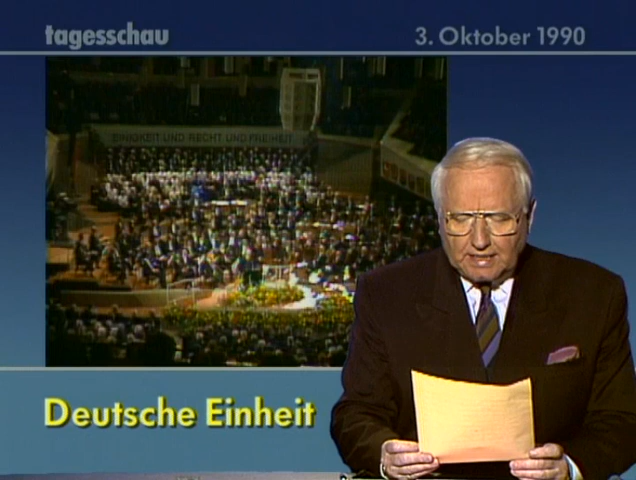 tagesschau
3. Oktober 1990
EINIGKEIT UND RECHT UND FREIHEIT
Deutsche Einheit